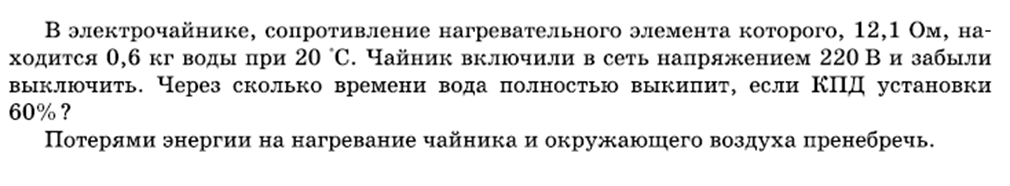 В электрочайнике, сопротивление нагревательного элемента которого, 12,1 Ом, на-
ходится 0,6 кг воды при 20 °С. Чайник включили в сеть напряжением 220 В и забыли
выключить. Через сколько времени вода полностью выкипит, если КПД установки
60%?
Потерями энергии на нагревание чайника и окружающего воздуха пренебречь.